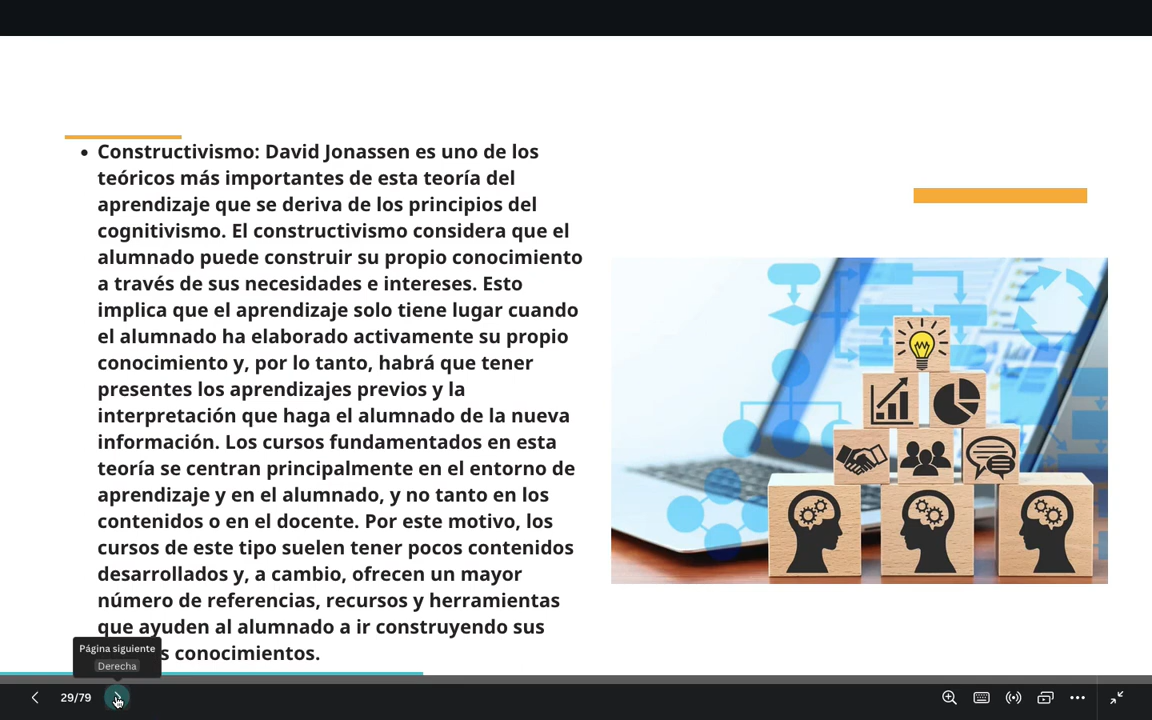 Constructivismo: David Jonassen es uno de los
teóricos más importantes de esta teoría del
aprendizaje que se deriva de los principios del
cognitivismo. El constructivismo considera que el
alumnado puede construir su propio conocimiento
a través de sus necesidades e intereses. Esto
implica que el aprendizaje solo tiene lugar cuando
el alumnado ha elaborado activamente su propio
conocimiento y, por lo tanto, habrá que tener
presentes los aprendizajes previos y la
interpretación que haga el alumnado de la nueva
información. Los cursos fundamentados en esta
teoría se centran principalmente en el entorno de
aprendizaje y en el alumnado, y no tanto en los
contenidos o en el docente. Por este motivo, los
cursos de este tipo suelen tener pocos contenidos
desarrollados y, a cambio, ofrecen un mayor
número de referencias, recursos y herramientas
que ayuden al alumnado a ir construyendo sus
conocimientos.
Página siguiente
Derecha
29/79